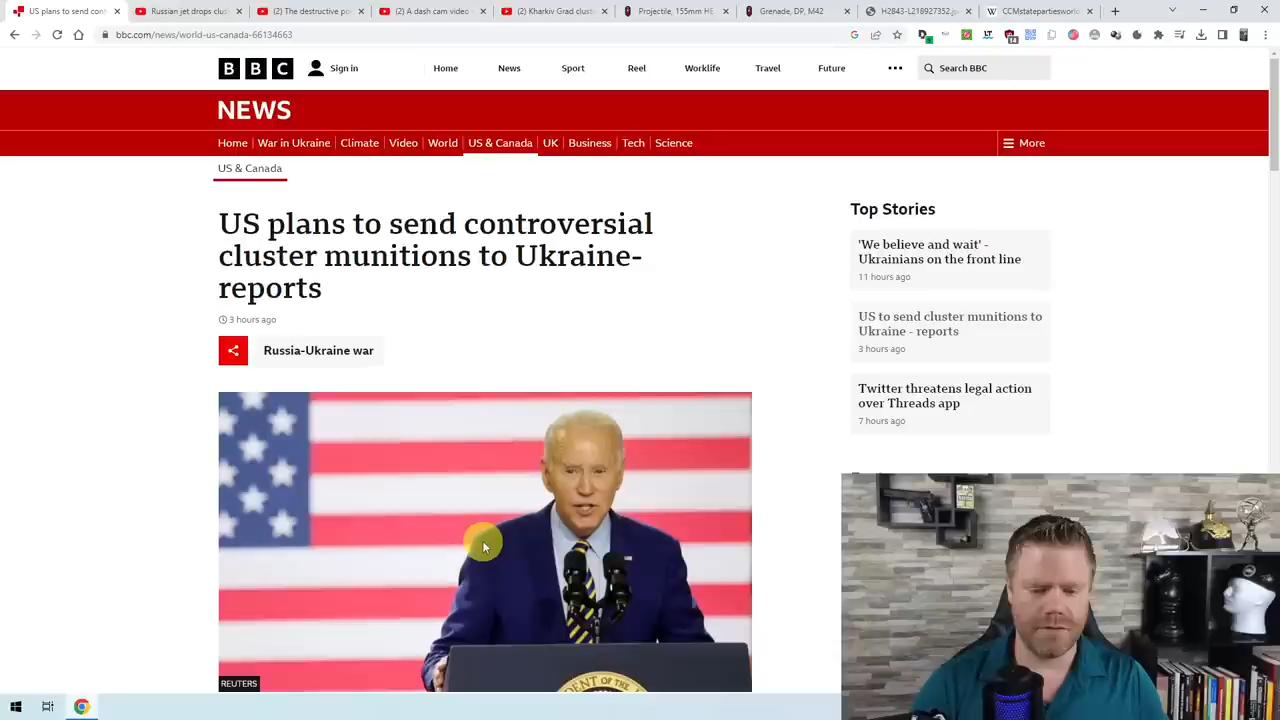 US plans to send cont
Russian jet drops clust
(2) The destructive po
(2) A dash cam video
(2) Kharkiv Grad clust
Projectile, 155mm HE
Grenade, DP, M42
H2843-L218927352.j
CCMstatepartiesworld
bbc.com/news/world-us-canada-66134663
BBC
Sign in
Home
News
Sport
Reel
Worklife
Travel
Future
Search BBC
NEWS
Home
War in Ukraine
Climate
Video
World
US & Canada
UK
Business
Tech
Science
More
US & Canada
US plans to send controversial
cluster munitions to Ukraine-
reports
3 hours ago
Russia-Ukraine war
REUTERS
Top Stories
'We believe and wait' -
Ukrainians on the front line
11 hours ago
US to send cluster munitions to
Ukraine - reports
3 hours ago
Twitter threatens legal action
over Threads app
7 hours ago